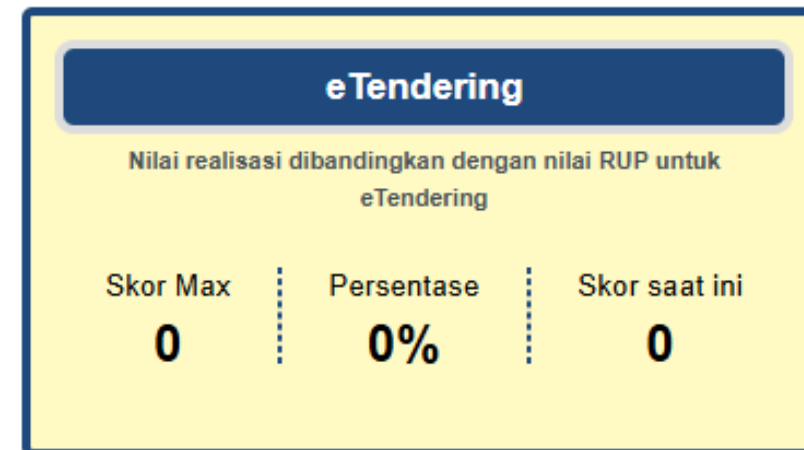 eTendering
Nilai realisasi dibandingkan dengan nilai RUP untuk
eTendering
Skor Max
Persentase
Skor saat ini
0
0%
0